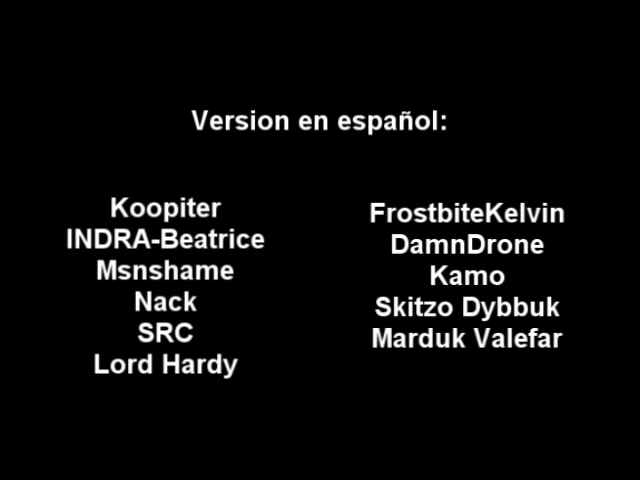 Version en español:
Koopiter
INDRA-Beatrice
Msnshame
Nack
SRC
Lord Hardy
FrostbiteKelvin
DamnDrone
Kamo
Skitzo Dybbuk
Marduk Valefar